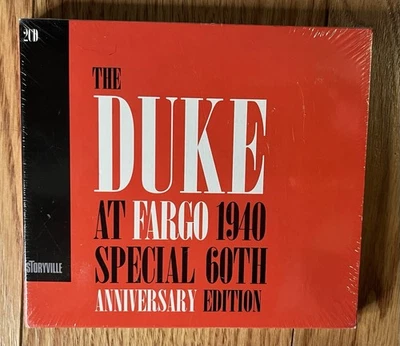 2CD
THE
DUKE
AT FARGO 1940
SPECIAL 60TH
ANNIVERSARY EDITION
STORYVILLE